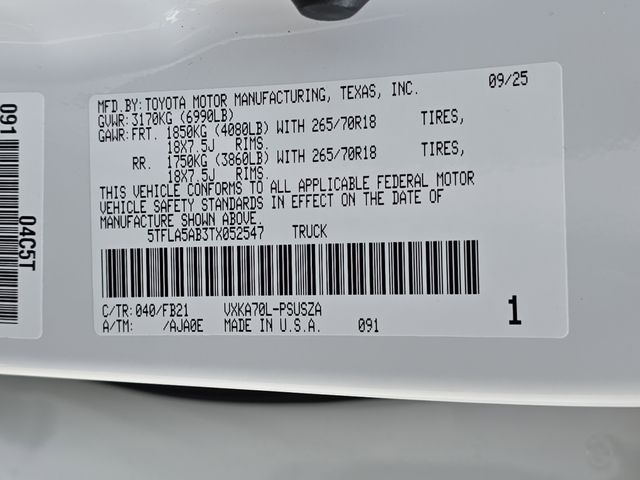 MFD.BY:TOYOTA MOTOR MANUFACTURING, TEXAS, INC. 09/25
GVWR:3170KG (6990LB)
GAWR:FRT. 1850KG (4080LB) WITH 265/70R18 TIRES,
18X7.5J RIMS.
RR. 1750KG (3860LB) WITH 265/70R18 TIRES,
18X7.5J RIMS.
THIS VEHICLE CONFORMS TO ALL APPLICABLE FEDERAL MOTOR
VEHICLE SAFETY STANDARDS IN EFFECT ON THE DATE OF
MANUFACTURE SHOWN ABOVE.
5TFLA5AB3TX052547 TRUCK
C/TR:040/FB21 VXKA70L-PSUSZA
A/TM: /AJA0E MADE IN U.S.A. 091 1
091
04C5T